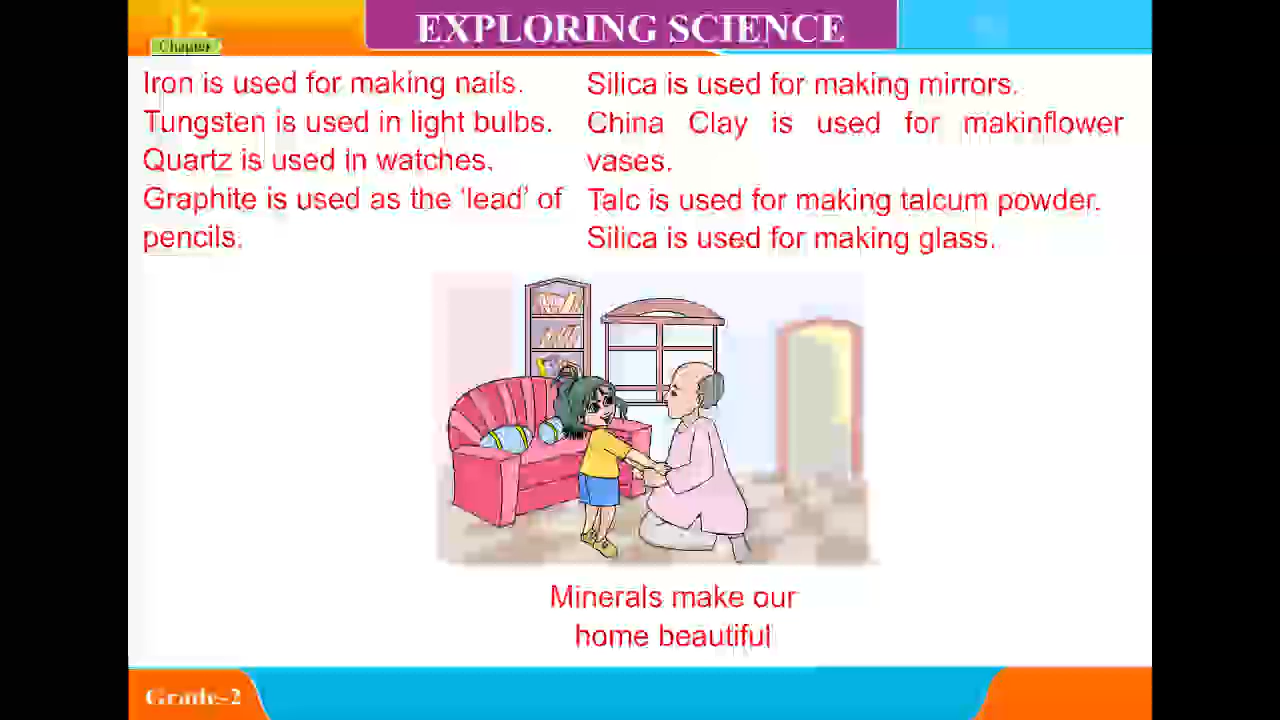 12
Chapter
EXPLORING SCIENCE
Iron is used for making nails.
Tungsten is used in light bulbs.
Quartz is used in watches.
Graphite is used as the ‘lead’ of
pencils.
Silica is used for making mirrors.
China Clay is used for makinflower
vases.
Talc is used for making talcum powder.
Silica is used for making glass.
Minerals make our
home beautiful
Grade-2